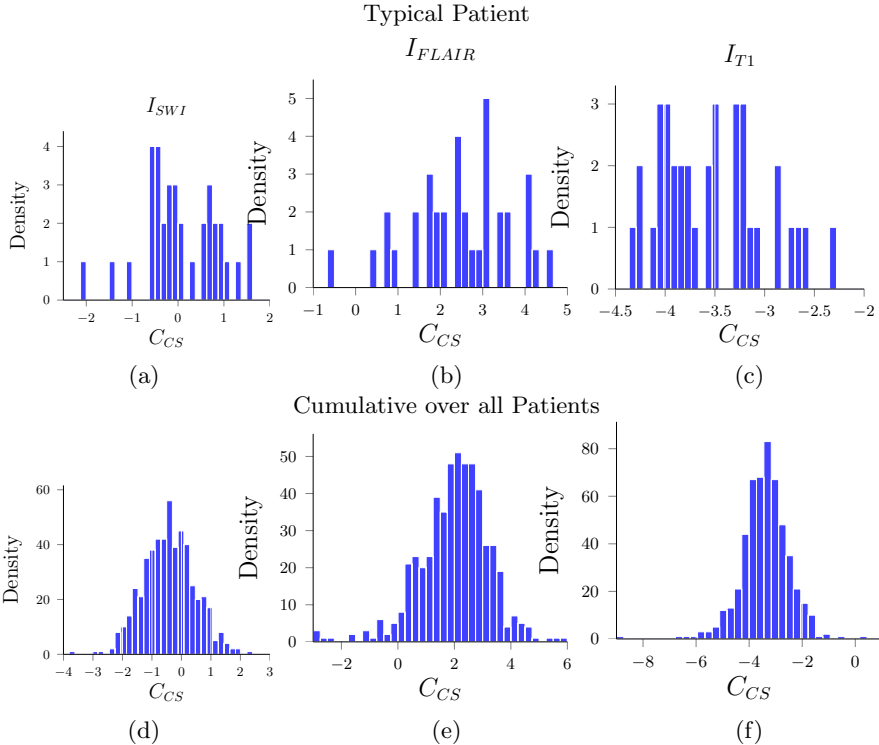 Typical Patient
I_SWI
Density
0
1
2
3
4
−2 −1 0 1 2
C_CS
(a)
I_FLAIR
Density
0
1
2
3
4
5
−1 0 1 2 3 4 5
C_CS
(b)
I_T1
Density
0
1
2
3
−4.5 −4 −3.5 −3 −2.5 −2
C_CS
(c)
Cumulative over all Patients
Density
0
20
40
60
−4 −3 −2 −1 0 1 2 3
C_CS
(d)
Density
0
10
20
30
40
50
−2 0 2 4 6
C_CS
(e)
Density
0
20
40
60
80
−8 −6 −4 −2 0
C_CS
(f)